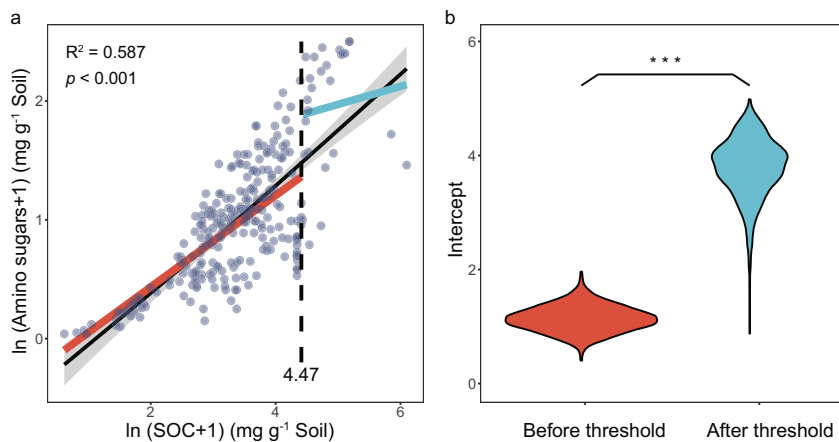 a
R² = 0.587
p < 0.001
ln (Amino sugars+1) (mg g⁻¹ Soil)
2
1
0
4.47
2
4
6
ln (SOC+1) (mg g⁻¹ Soil)
b
***
Intercept
6
4
2
0
Before threshold
After threshold